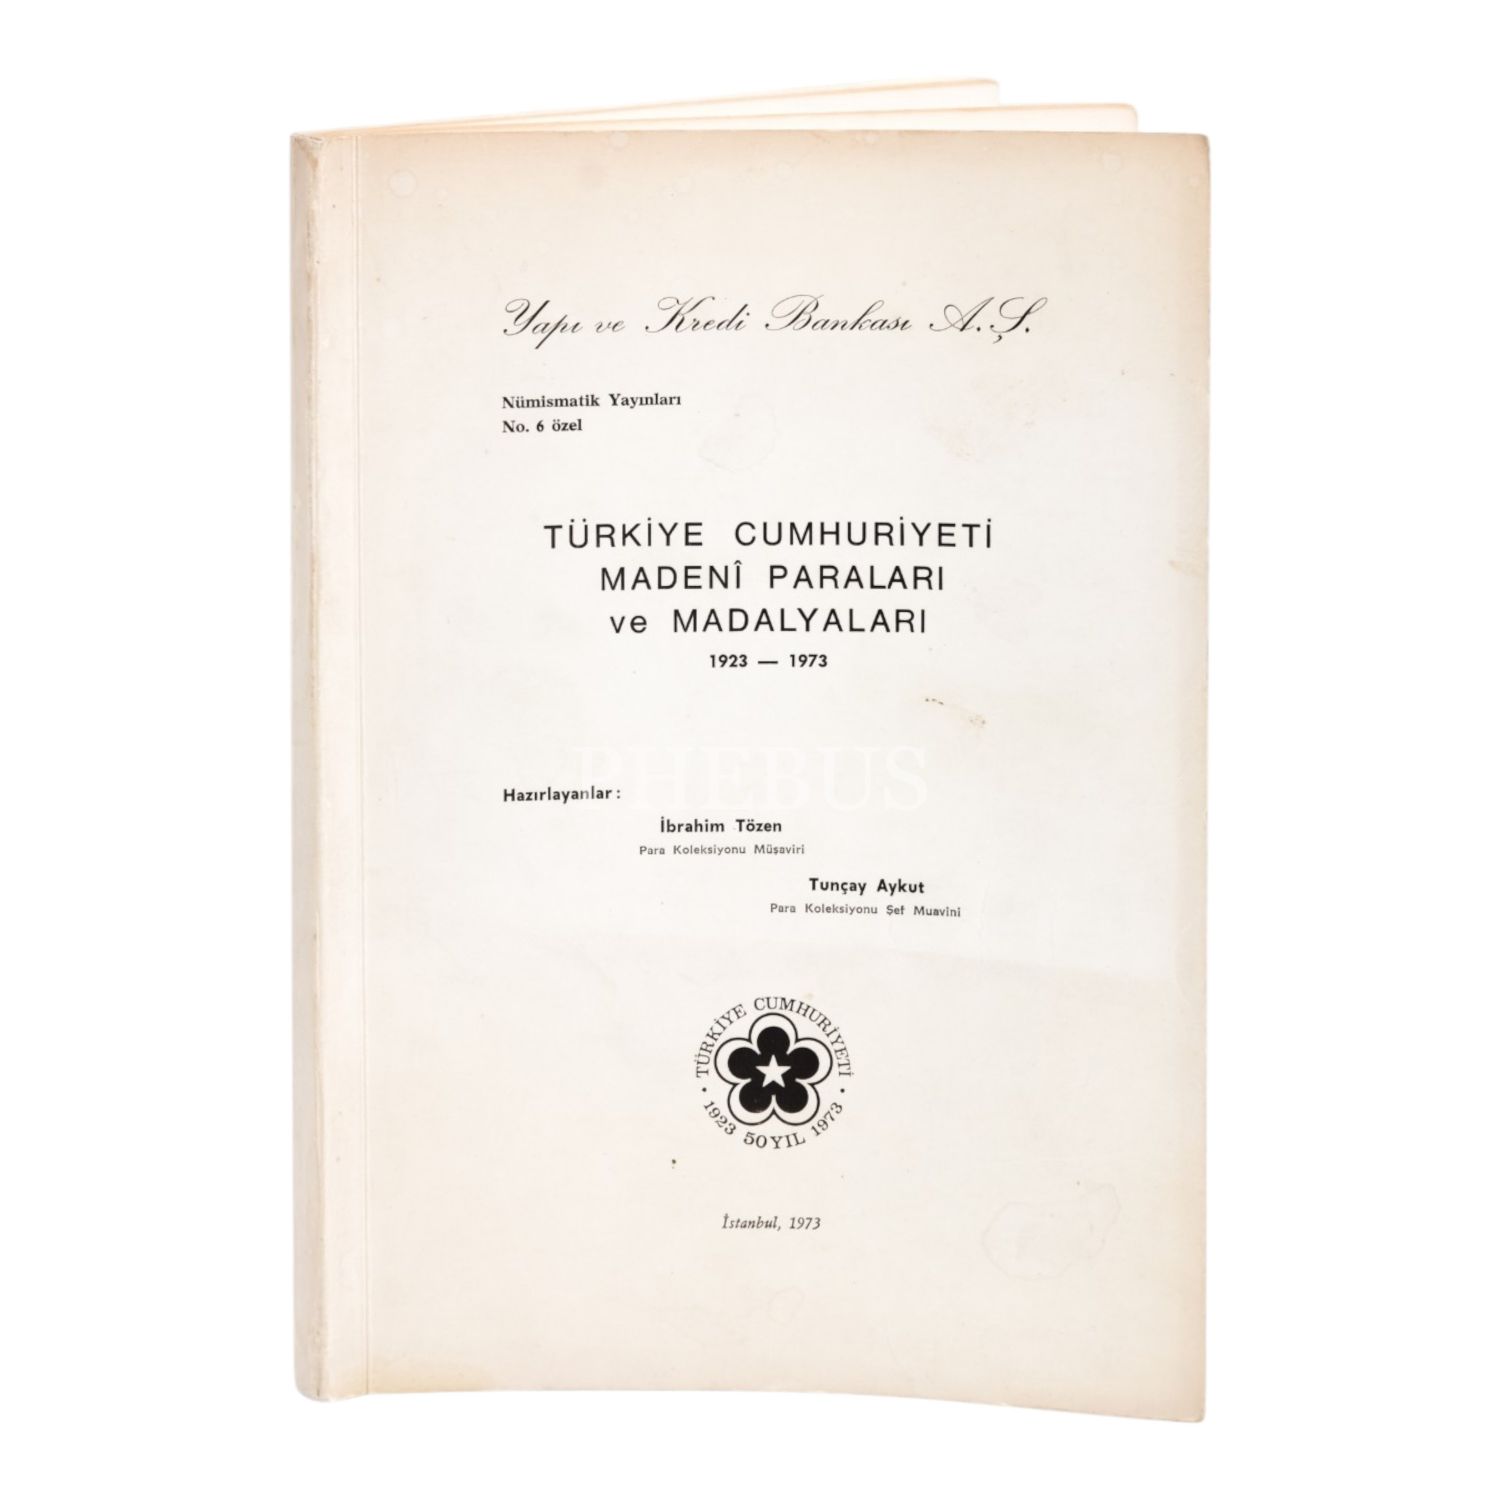 Yapı ve Kredi Bankası A.Ş.
Nümismatik Yayınları
No. 6 özel
TÜRKİYE CUMHURİYETİ
MADENÎ PARALARI
ve MADALYALARI
1923 — 1973
PHEBUS
Hazırlayanlar :
İbrahim Tözen
Para Koleksiyonu Müşaviri
Tunçay Aykut
Para Koleksiyonu Şef Muavini
TÜRKİYE CUMHURİYETİ
• 1923 50 YIL 1973 •
İstanbul, 1973